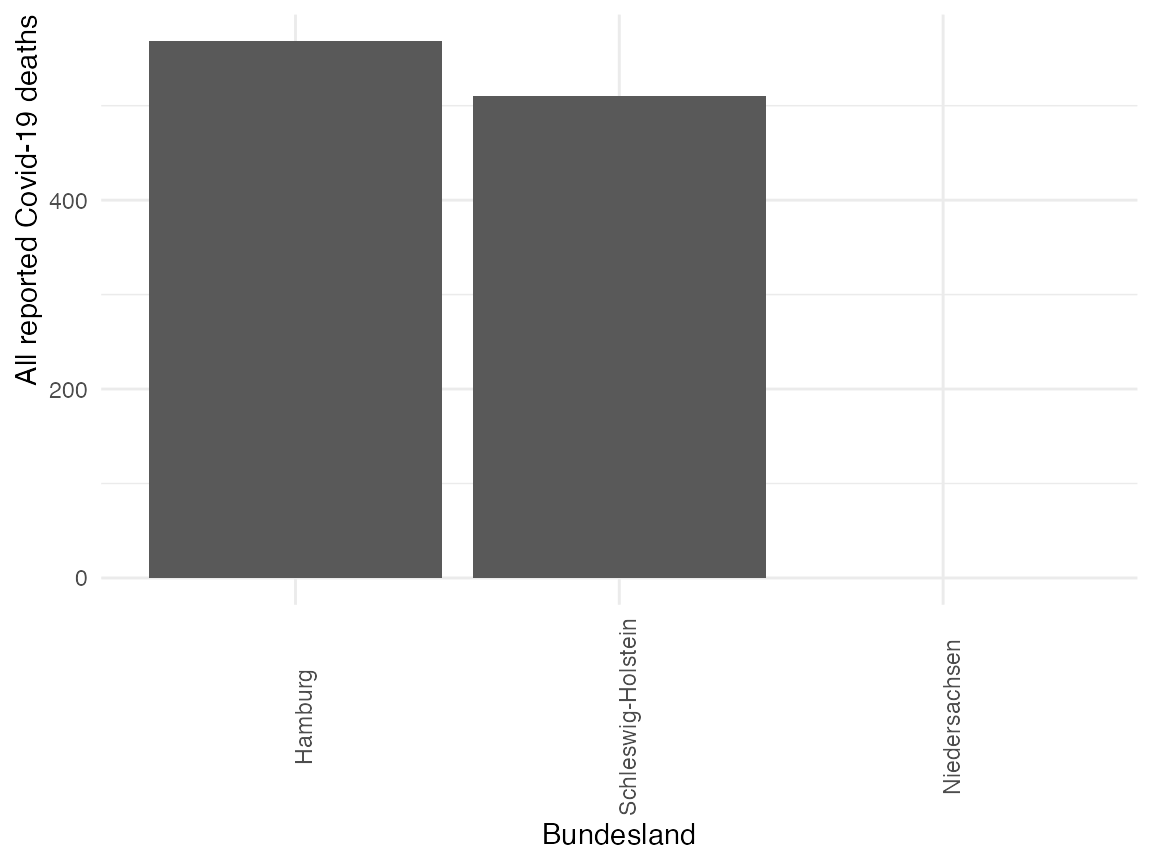 All reported Covid-19 deaths
400
200
0
Hamburg
Schleswig-Holstein
Niedersachsen
Bundesland